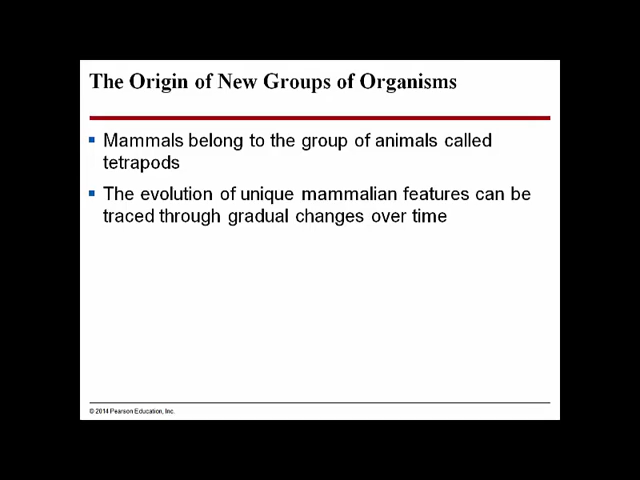 The Origin of New Groups of Organisms
Mammals belong to the group of animals called
tetrapods
The evolution of unique mammalian features can be
traced through gradual changes over time
© 2014 Pearson Education, Inc.